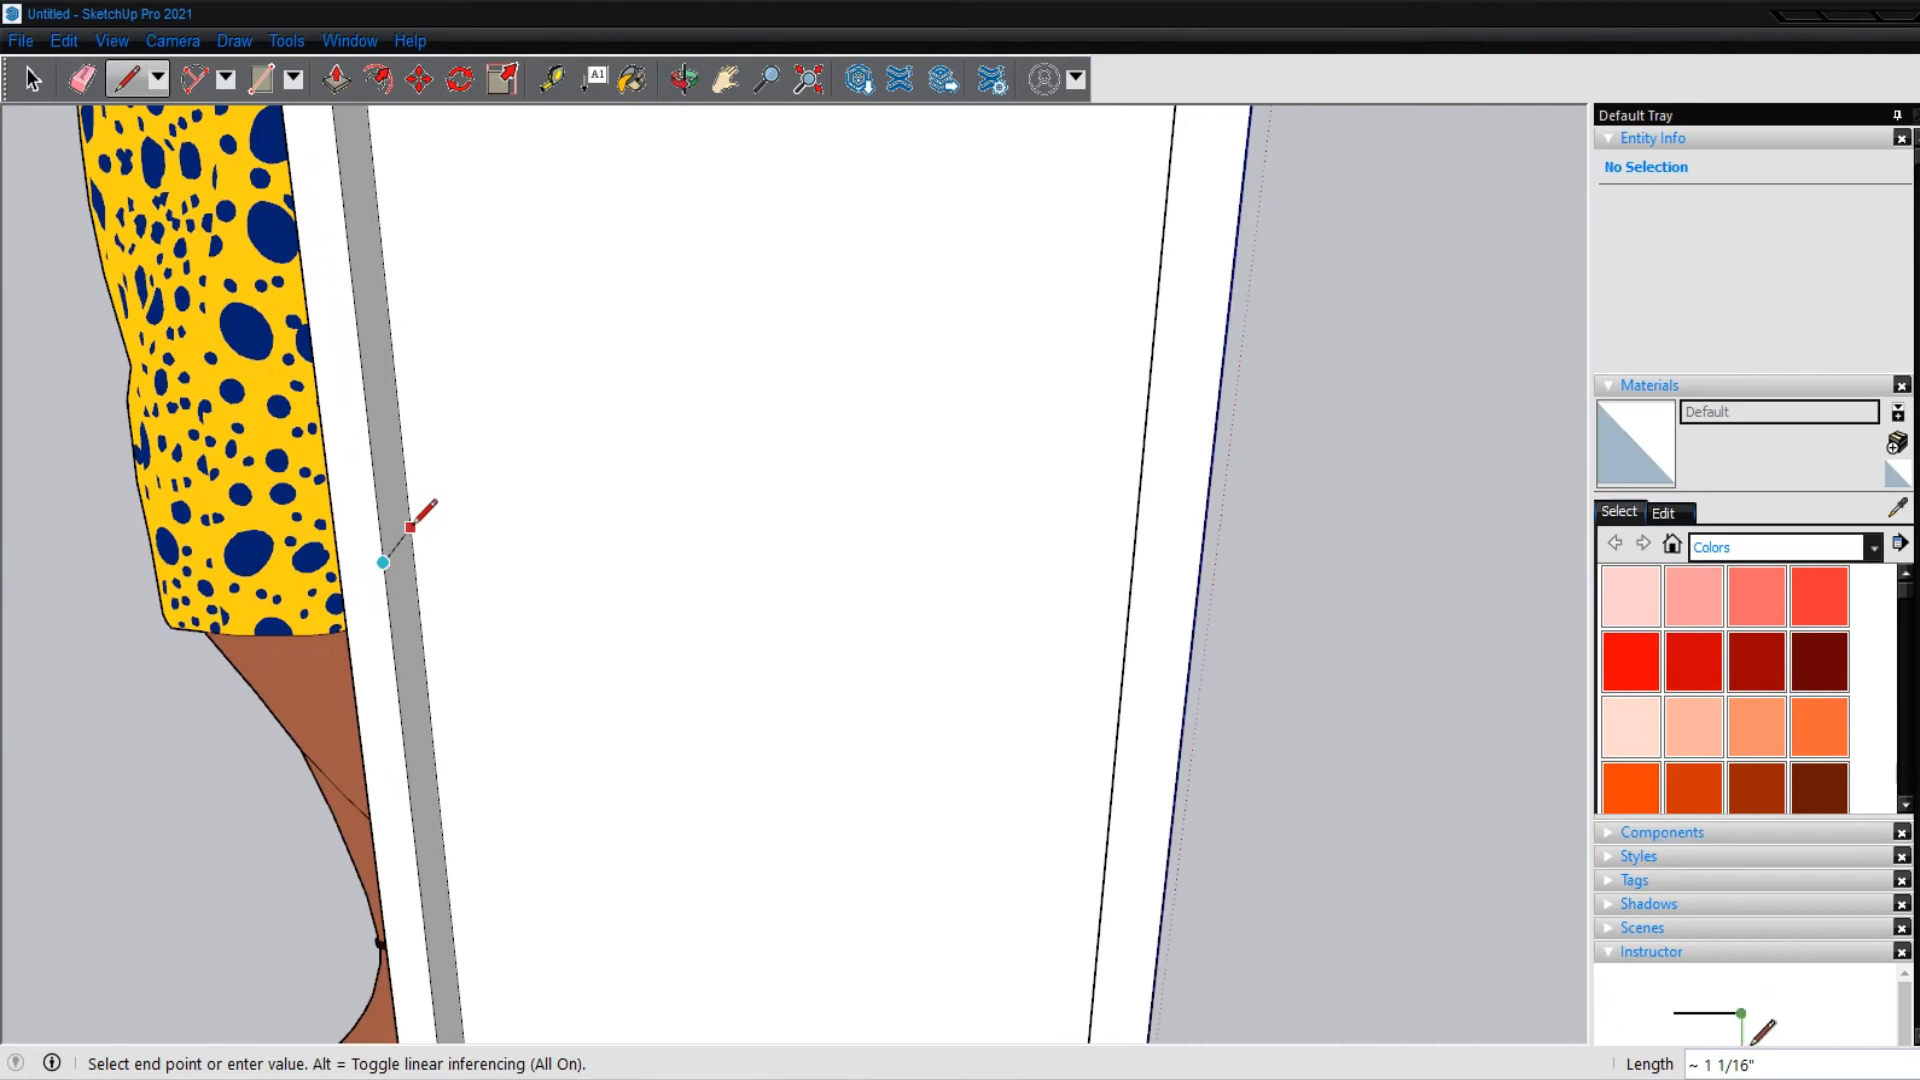 Untitled - SketchUp Pro 2021
File Edit View Camera Draw Tools Window Help
A1
Default Tray
Entity Info
No Selection
Materials
Default
Select Edit
Colors
Components
Styles
Tags
Shadows
Scenes
Instructor
Select end point or enter value. Alt = Toggle linear inferencing (All On).
Length ~ 1 1/16"